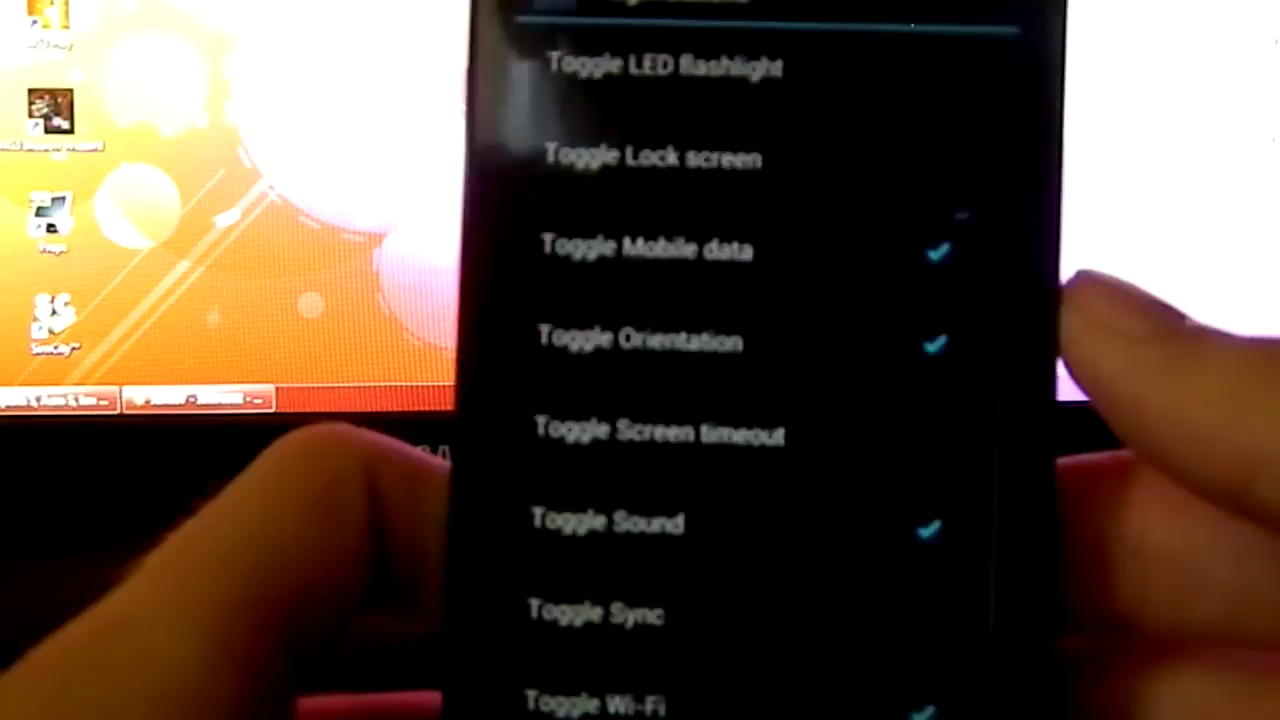 Toggle LED flashlight
Toggle Lock screen
Toggle Mobile data
Toggle Orientation
Toggle Screen timeout
Toggle Sound
Toggle Sync
Toggle Wi-Fi
SimCity™